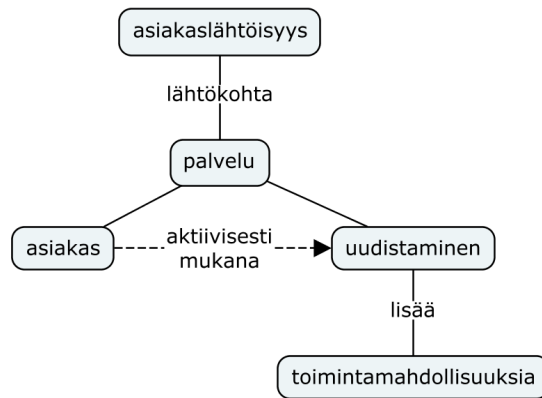 asiakaslähtöisyys
lähtökohta
palvelu
asiakas
aktiivisesti
mukana
uudistaminen
lisää
toimintamahdollisuuksia